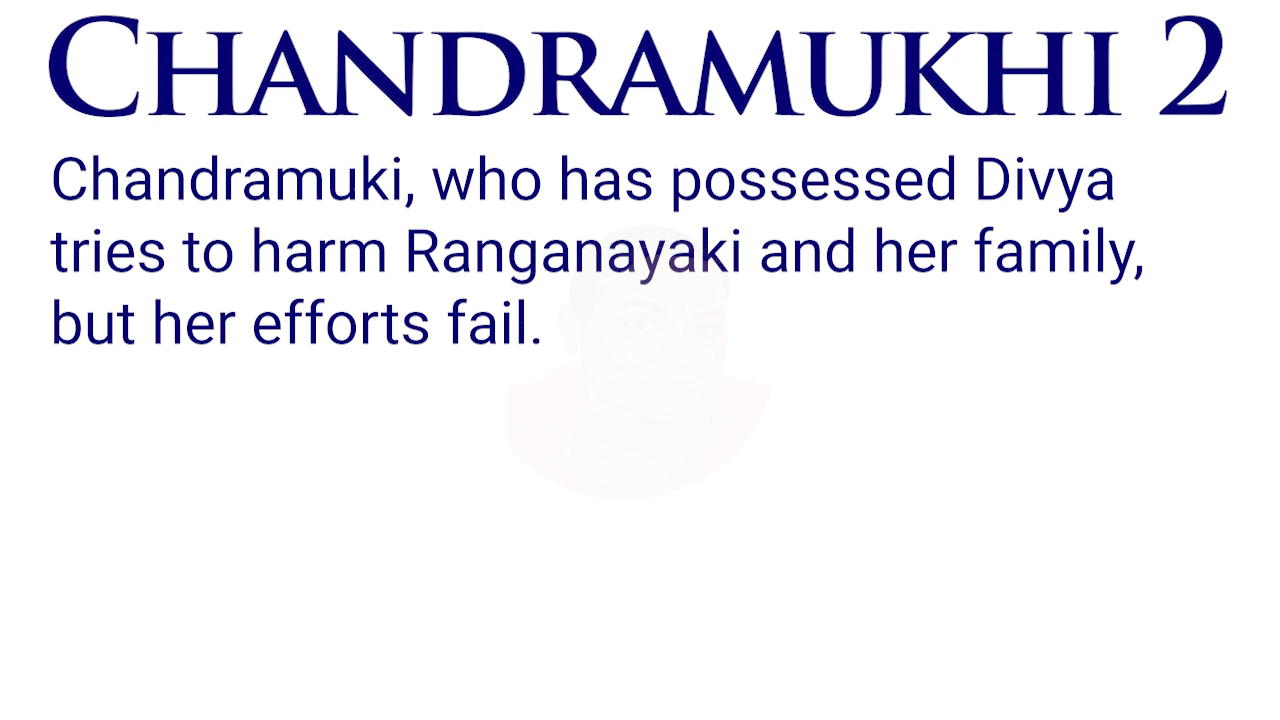 CHANDRAMUKHI 2
Chandramuki, who has possessed Divya
tries to harm Ranganayaki and her family,
but her efforts fail.